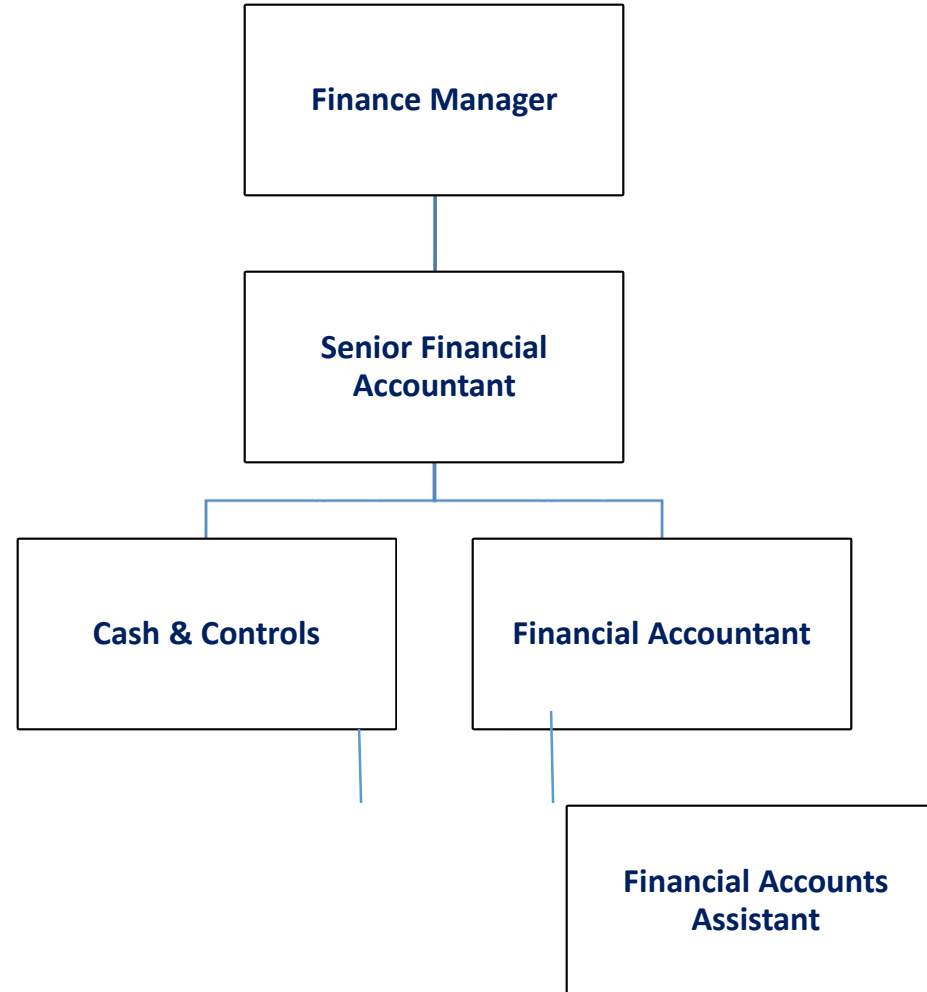 Finance Manager
Senior Financial
Accountant
Cash & Controls
Financial Accountant
Financial Accounts
Assistant